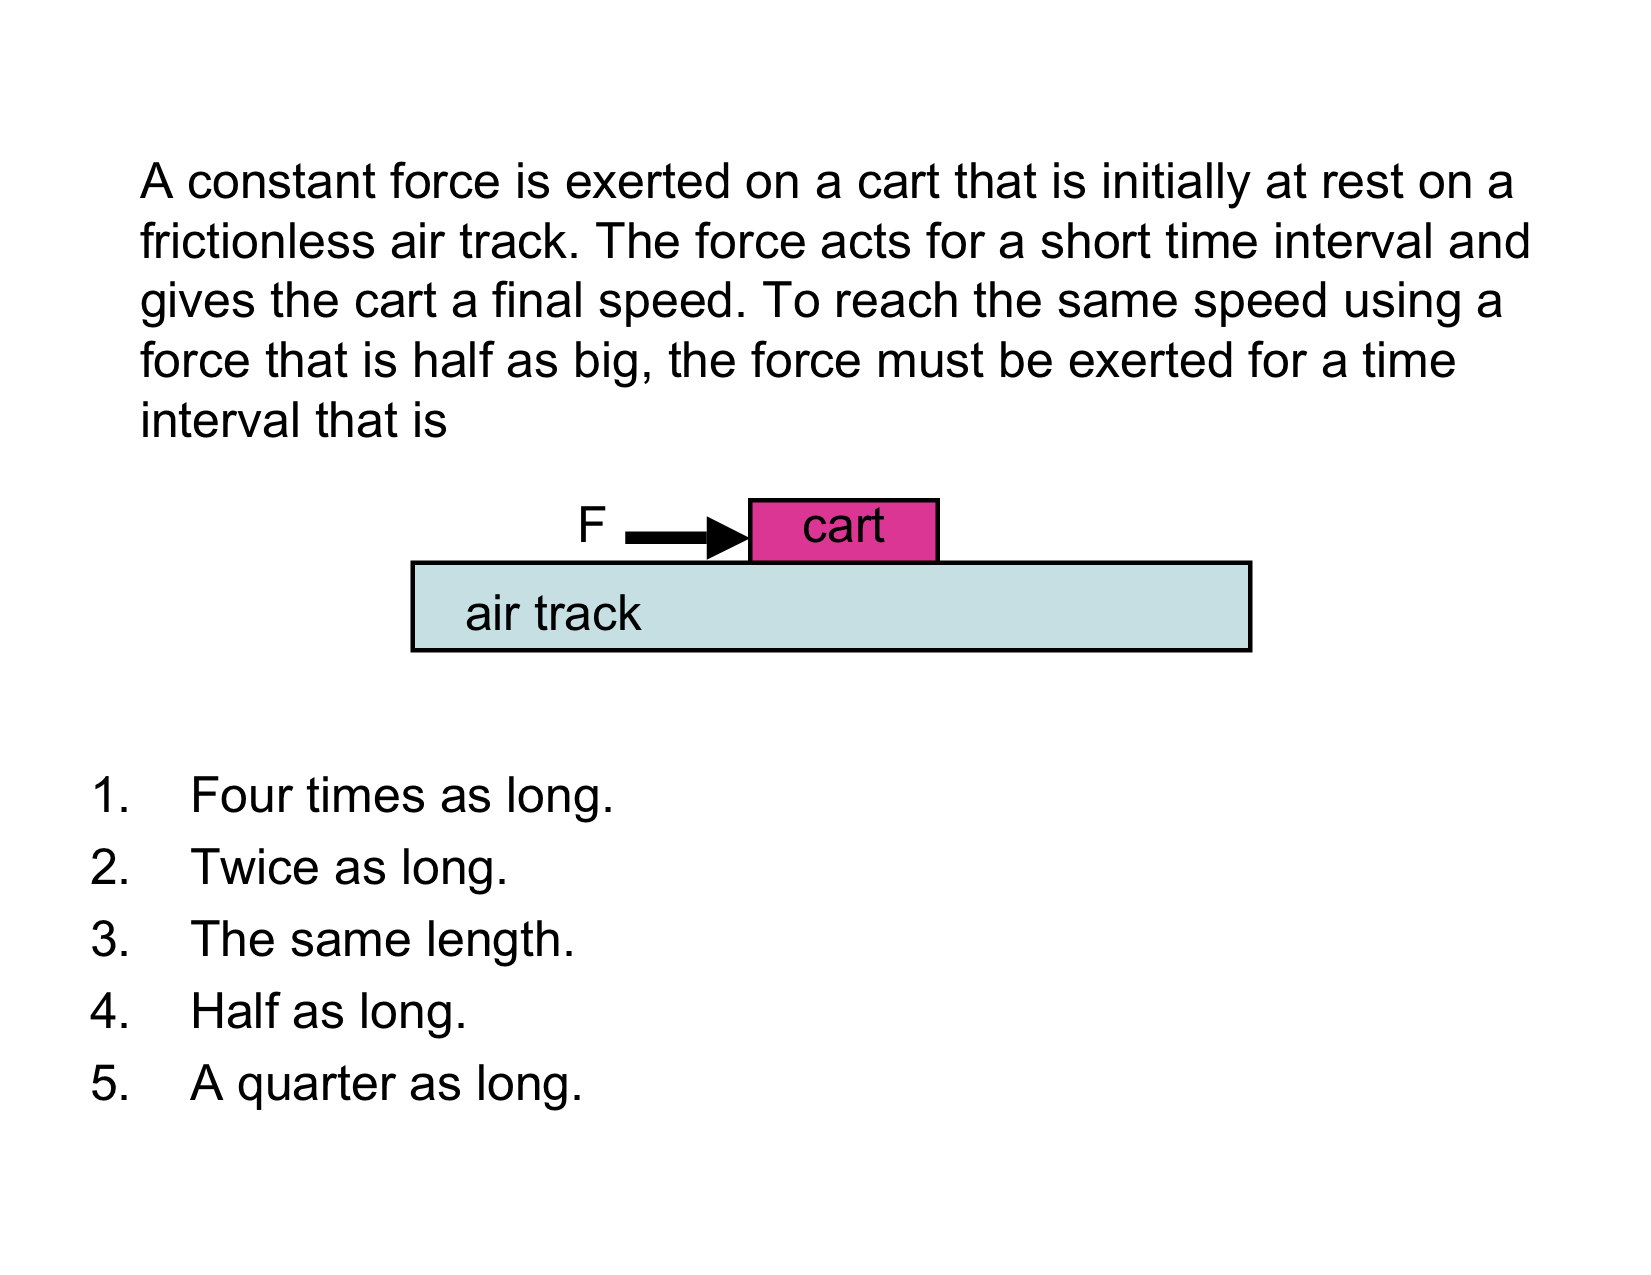 A constant force is exerted on a cart that is initially at rest on a
frictionless air track. The force acts for a short time interval and
gives the cart a final speed. To reach the same speed using a
force that is half as big, the force must be exerted for a time
interval that is
F
cart
air track
1. Four times as long.
2. Twice as long.
3. The same length.
4. Half as long.
5. A quarter as long.